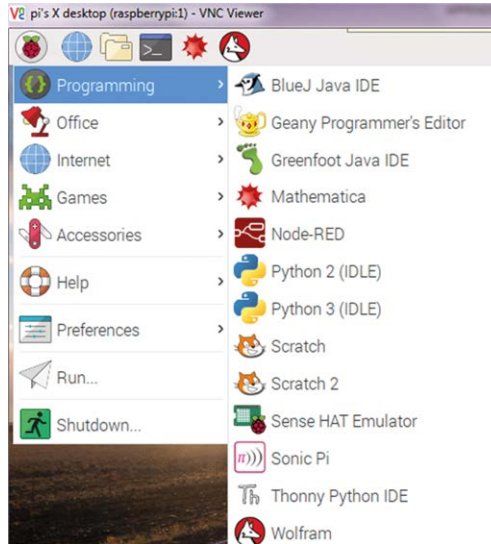 pi's X desktop (raspberrypi:1) - VNC Viewer
Programming
Office
Internet
Games
Accessories
Help
Preferences
Run...
Shutdown...
BlueJ Java IDE
Geany Programmer's Editor
Greenfoot Java IDE
Mathematica
Node-RED
Python 2 (IDLE)
Python 3 (IDLE)
Scratch
Scratch 2
Sense HAT Emulator
Sonic Pi
Thonny Python IDE
Wolfram